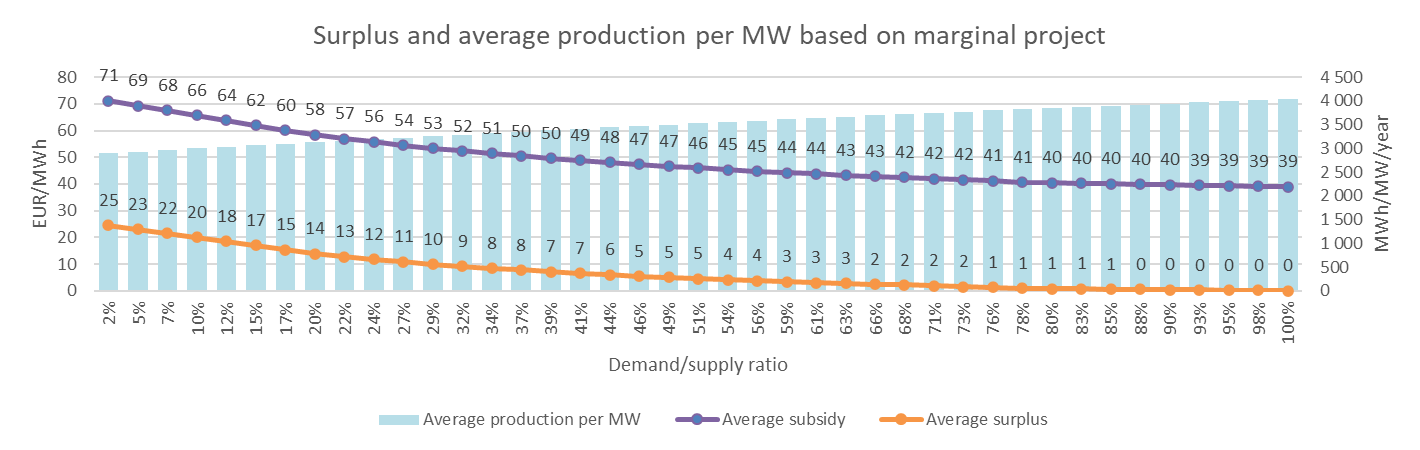 Surplus and average production per MW based on marginal project
EUR/MWh
80
70
60
50
40
30
20
10
0
71 69 68 66 64 62 60 58 57 56 54 53 52 51 50 50 49 48 47 47 46 45 45 44 44 43 43 42 42 42 41 41 40 40 40 40 40 39 39 39 39
25 23 22 20 18 17 15 14 13 12 11 10 9 8 8 7 7 6 5 5 5 4 4 3 3 3 2 2 2 2 1 1 1 1 1 0 0 0 0 0 0
4 500
4 000
3 500
3 000
2 500
2 000
1 500
1 000
500
0
MWh/MW/year
2% 5% 7% 10% 12% 15% 17% 20% 22% 24% 27% 29% 32% 34% 37% 39% 41% 44% 46% 49% 51% 54% 56% 59% 61% 63% 66% 68% 71% 73% 76% 78% 80% 83% 85% 88% 90% 93% 95% 98% 100%
Demand/supply ratio
Average production per MW Average subsidy Average surplus